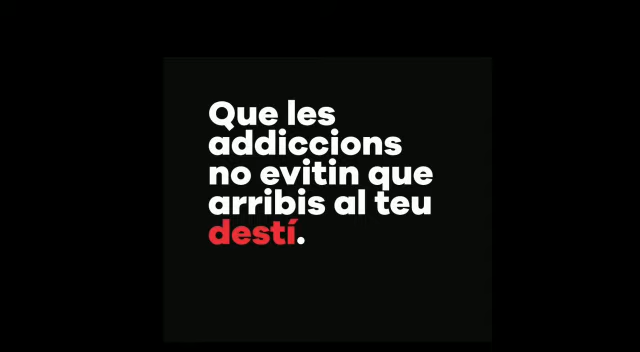 Que les
addiccions
no evitin que
arribis al teu
destí.